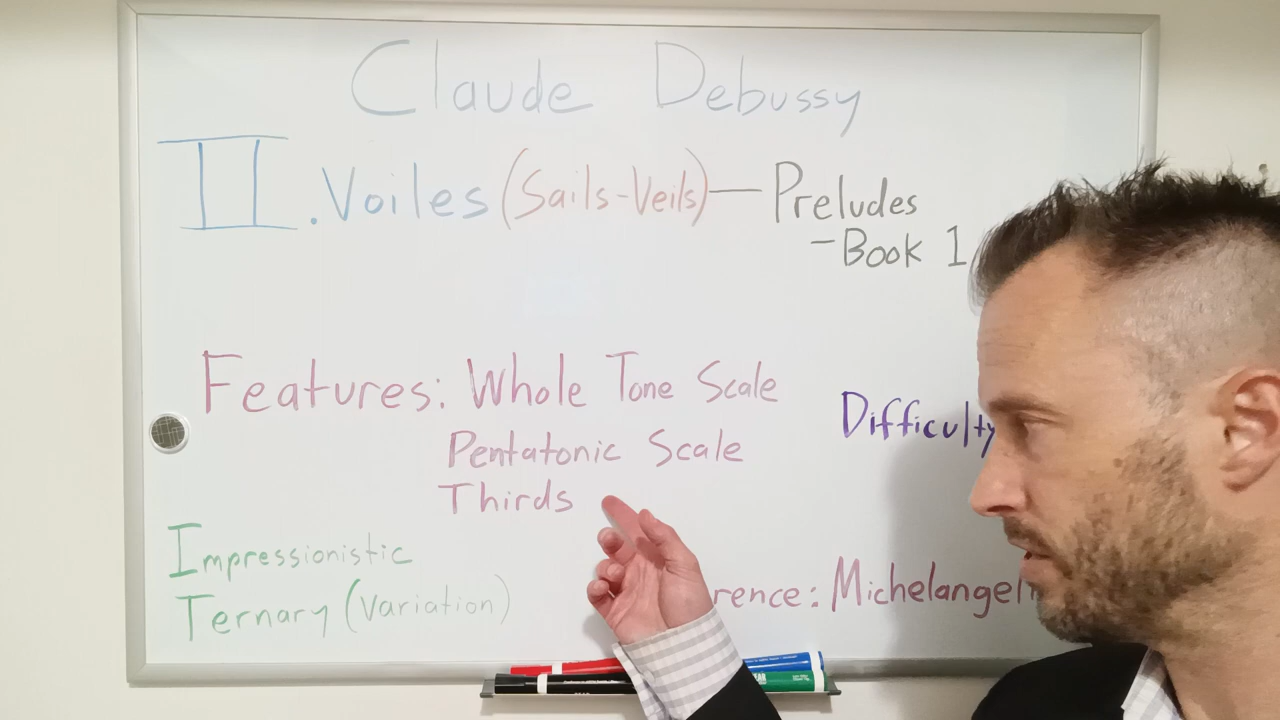 Claude Debussy
II. Voiles (Sails-Veils) — Preludes
- Book 1
Features: Whole Tone Scale
Pentatonic Scale
Thirds
Difficulty
Impressionistic
Ternary (Variation)
rence: Michelangel